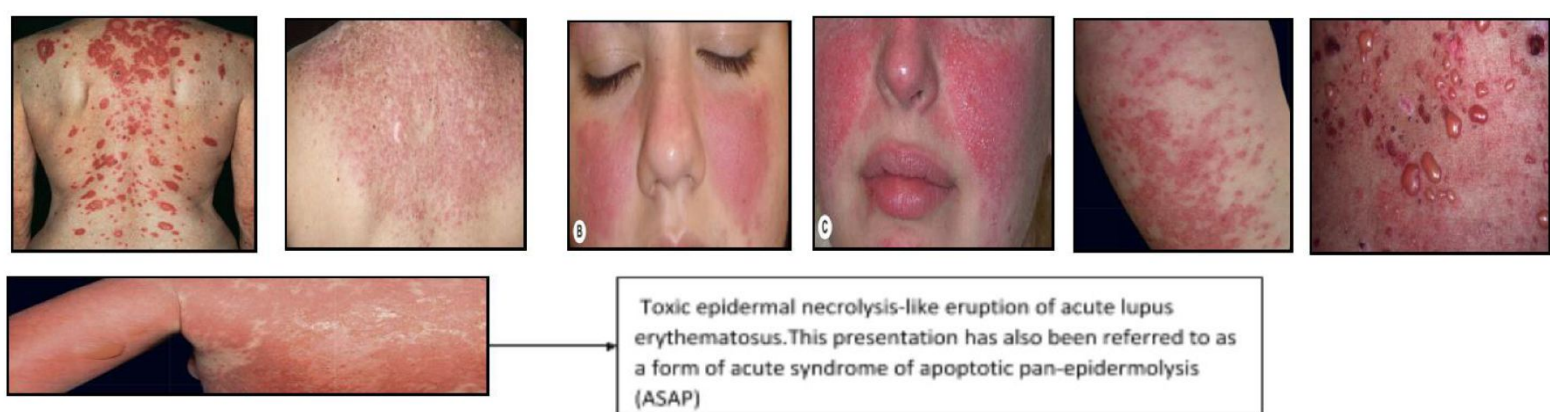 B
C
Toxic epidermal necrolysis-like eruption of acute lupus
erythematosus.This presentation has also been referred to as
a form of acute syndrome of apoptotic pan-epidermolysis
(ASAP)